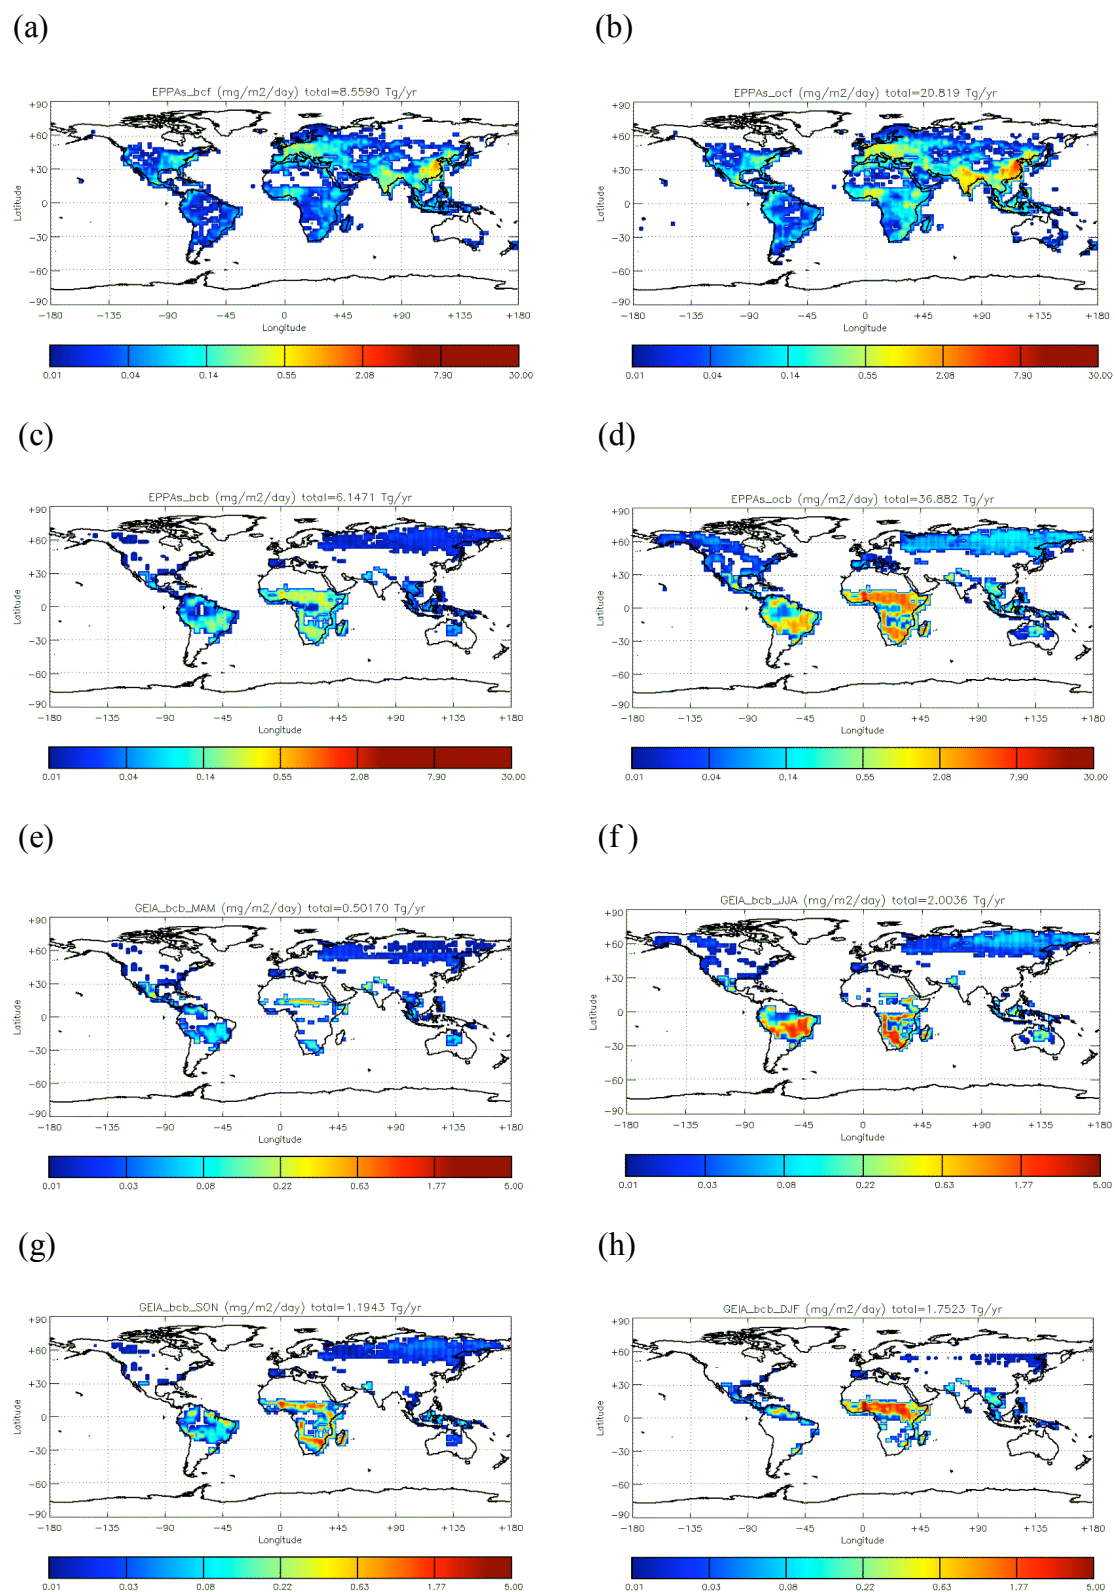 (a)
(b)
EPPAs_bcf (mg/m2/day) total=8.5590 Tg/yr
EPPAs_ocf (mg/m2/day) total=20.819 Tg/yr
+90
+60
+30
0
−30
−60
−90
Latitude
−180 −135 −90 −45 0 +45 +90 +135 +180
Longitude
0.01 0.04 0.14 0.55 2.08 7.90 30.00
+90
+60
+30
0
−30
−60
−90
Latitude
−180 −135 −90 −45 0 +45 +90 +135 +180
Longitude
0.01 0.04 0.14 0.55 2.08 7.90 30.00
(c)
(d)
EPPAs_bcb (mg/m2/day) total=6.1471 Tg/yr
EPPAs_ocb (mg/m2/day) total=36.882 Tg/yr
+90
+60
+30
0
−30
−60
−90
Latitude
−180 −135 −90 −45 0 +45 +90 +135 +180
Longitude
0.01 0.04 0.14 0.55 2.08 7.90 30.00
+90
+60
+30
0
−30
−60
−90
Latitude
−180 −135 −90 −45 0 +45 +90 +135 +180
Longitude
0.01 0.04 0.14 0.55 2.08 7.90 30.00
(e)
(f )
GEIA_bcb_MAM (mg/m2/day) total=0.50170 Tg/yr
GEIA_bcb_JJA (mg/m2/day) total=2.0036 Tg/yr
+90
+60
+30
0
−30
−60
−90
Latitude
−180 −135 −90 −45 0 +45 +90 +135 +180
Longitude
0.01 0.03 0.08 0.22 0.63 1.77 5.00
+90
+60
+30
0
−30
−60
−90
Latitude
−180 −135 −90 −45 0 +45 +90 +135 +180
Longitude
0.01 0.03 0.08 0.22 0.63 1.77 5.00
(g)
(h)
GEIA_bcb_SON (mg/m2/day) total=1.1943 Tg/yr
GEIA_bcb_DJF (mg/m2/day) total=1.7523 Tg/yr
+90
+60
+30
0
−30
−60
−90
Latitude
−180 −135 −90 −45 0 +45 +90 +135 +180
Longitude
0.01 0.03 0.08 0.22 0.63 1.77 5.00
+90
+60
+30
0
−30
−60
−90
Latitude
−180 −135 −90 −45 0 +45 +90 +135 +180
Longitude
0.01 0.03 0.08 0.22 0.63 1.77 5.00